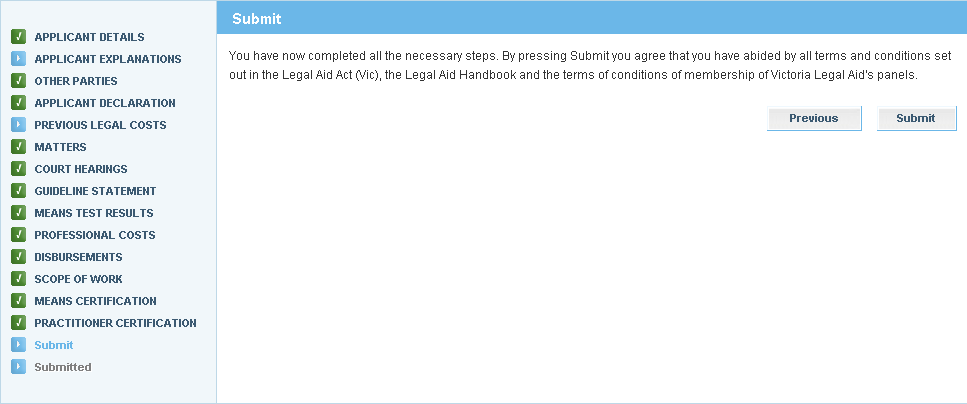 APPLICANT DETAILS
APPLICANT EXPLANATIONS
OTHER PARTIES
APPLICANT DECLARATION
PREVIOUS LEGAL COSTS
MATTERS
COURT HEARINGS
GUIDELINE STATEMENT
MEANS TEST RESULTS
PROFESSIONAL COSTS
DISBURSEMENTS
SCOPE OF WORK
MEANS CERTIFICATION
PRACTITIONER CERTIFICATION
Submit
Submitted
Submit
You have now completed all the necessary steps. By pressing Submit you agree that you have abided by all terms and conditions set
out in the Legal Aid Act (Vic), the Legal Aid Handbook and the terms of conditions of membership of Victoria Legal Aid's panels.
Previous
Submit